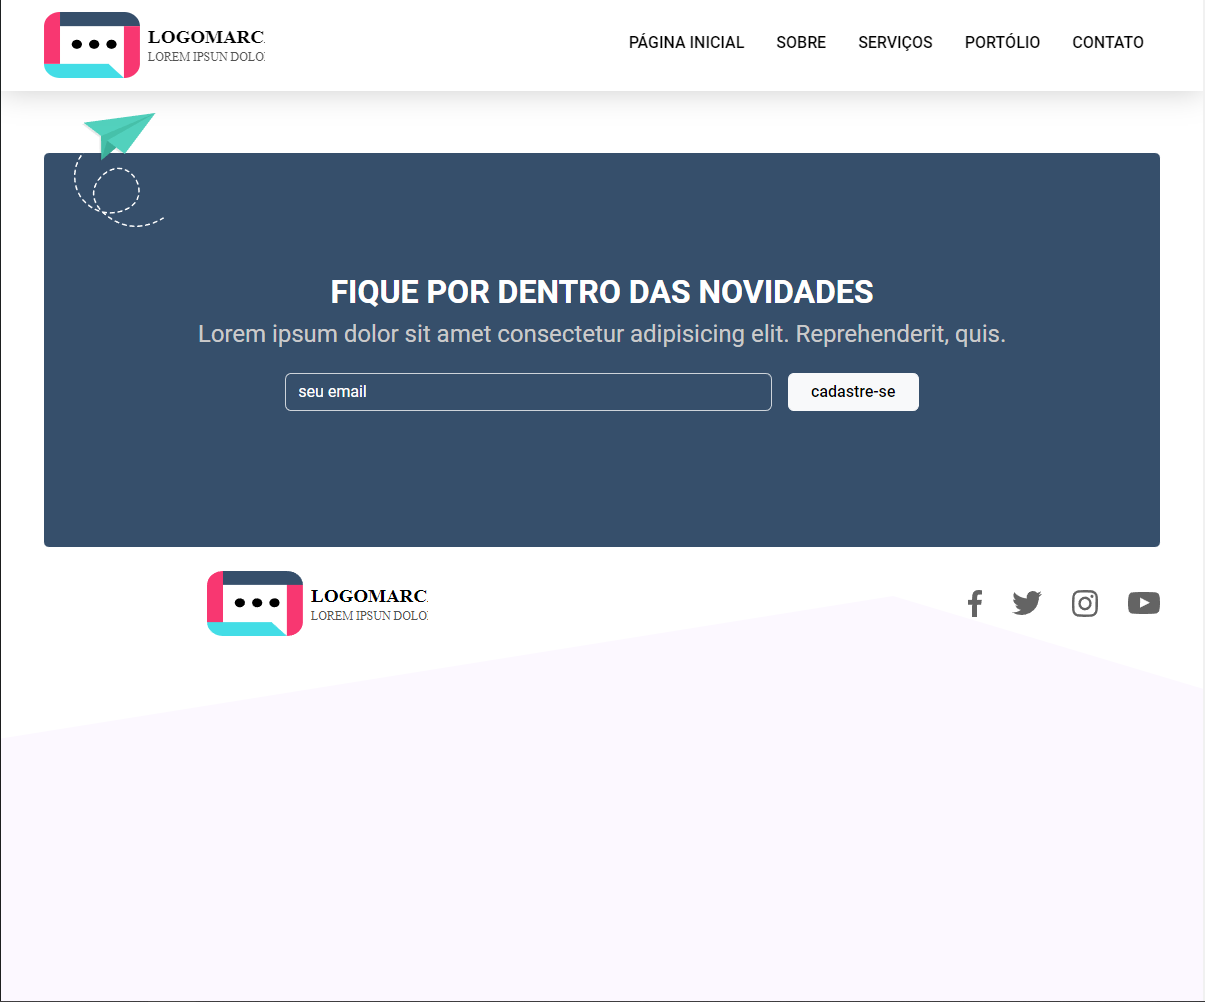 LOGOMARC
LOREM IPSUN DOLO
PÁGINA INICIAL SOBRE SERVIÇOS PORTÓLIO CONTATO
FIQUE POR DENTRO DAS NOVIDADES
Lorem ipsum dolor sit amet consectetur adipisicing elit. Reprehenderit, quis.
seu email cadastre-se
LOGOMARC
LOREM IPSUN DOLO